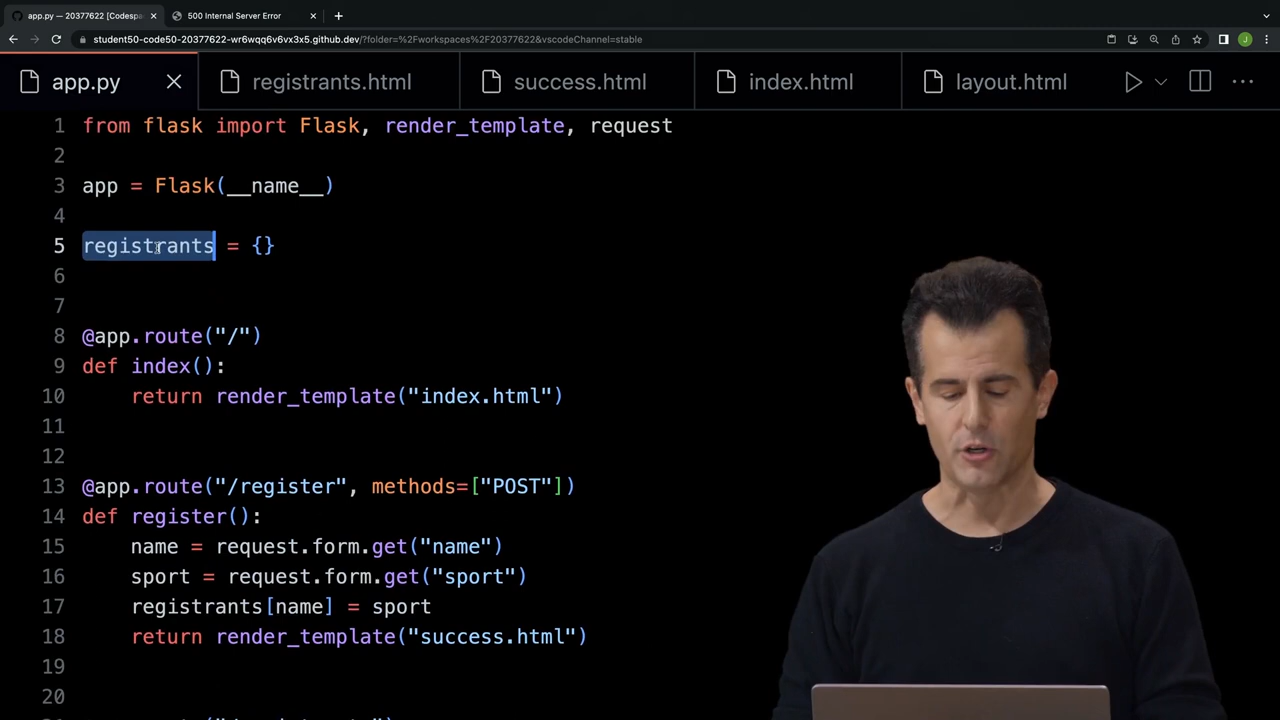 app.py — 20377622 [Codespa
500 Internal Server Error
student50-code50-20377622-wr6wqq6v6vx3x5.github.dev/?folder=%2Fworkspaces%2F20377622&vscodeChannel=stable
J
app.py
registrants.html
success.html
index.html
layout.html
1 from flask import Flask, render_template, request
2
3 app = Flask(__name__)
4
5 registrants = {}
6
7
8 @app.route("/")
9 def index():
10 return render_template("index.html")
11
12
13 @app.route("/register", methods=["POST"])
14 def register():
15 name = request.form.get("name")
16 sport = request.form.get("sport")
17 registrants[name] = sport
18 return render_template("success.html")
19
20